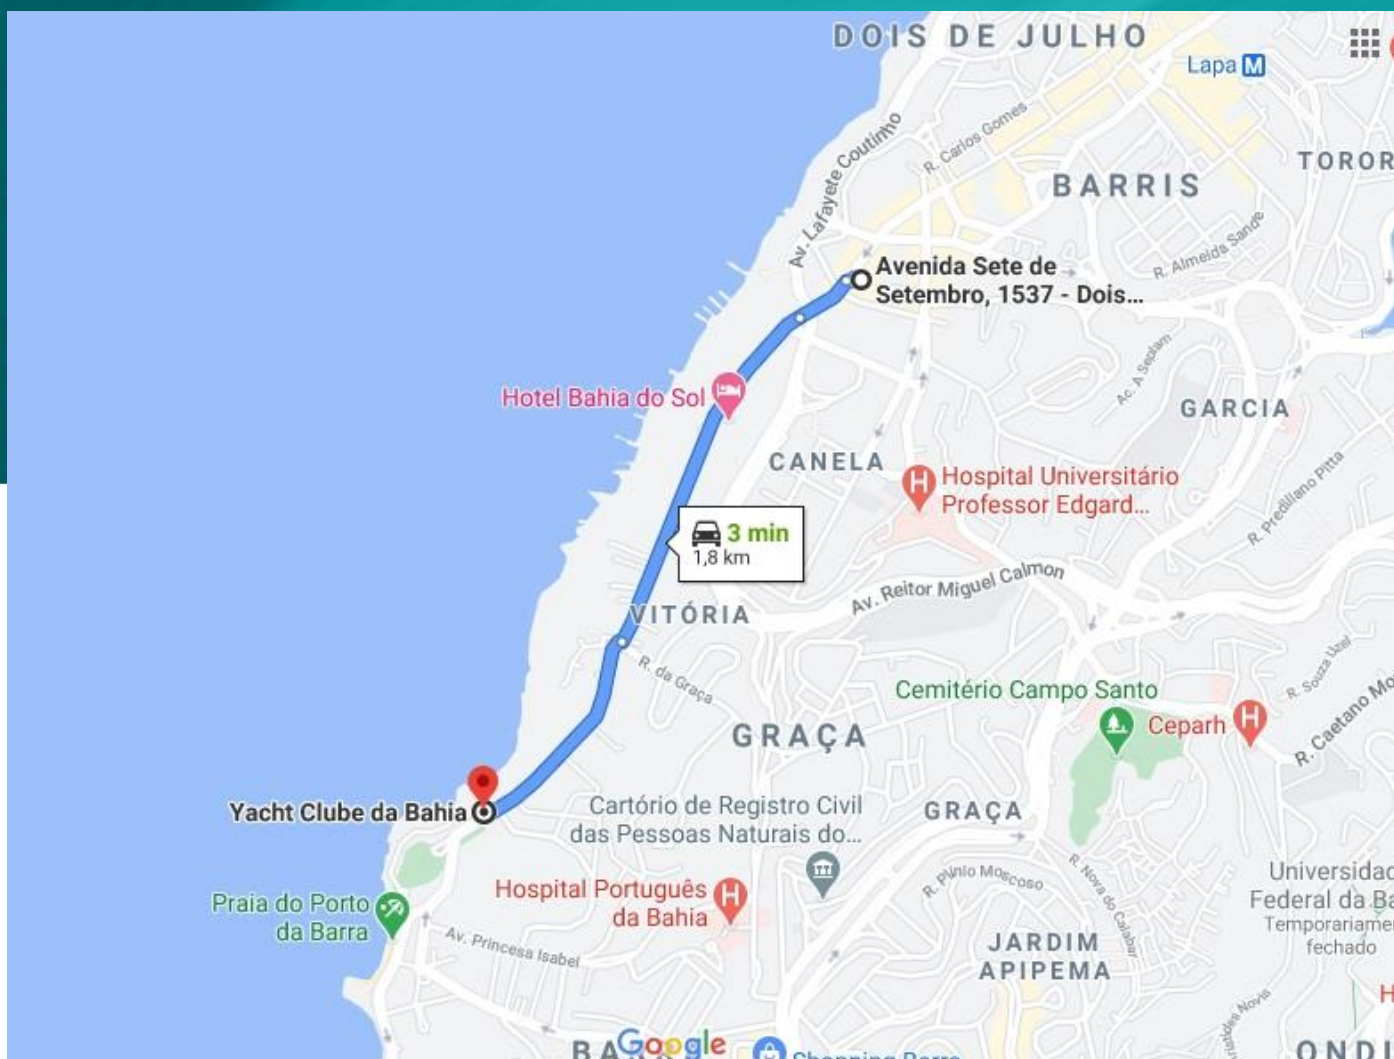 DOIS DE JULHO
Lapa M
R. Carlos Gomes
Av. Lafayete Coutinho
TOROR
BARRIS
R. Almeida Sande
Avenida Sete de
Setembro, 1537 - Dois...
Ac. A Seplam
Hotel Bahia do Sol
GARCIA
CANELA
Hospital Universitário
Professor Edgard...
H
R. Prediliano Pitta
3 min
1,8 km
Av. Reitor Miguel Calmon
VITÓRIA
R. da Graça
R. Souza Uzel
Cemitério Campo Santo
Ceparh
H
R. Caetano Mo
GRAÇA
Yacht Clube da Bahia
Cartório de Registro Civil
das Pessoas Naturais do...
GRAÇA
R. Plínio Moscoso
R. Nova do Calabar
Universidad
Federal da Ba
Temporariamen
fechado
Praia do Porto
da Barra
Hospital Português
da Bahia
H
Av. Princesa Isabel
JARDIM
APIPEMA
H
Google
Shopping Barra
ONDI